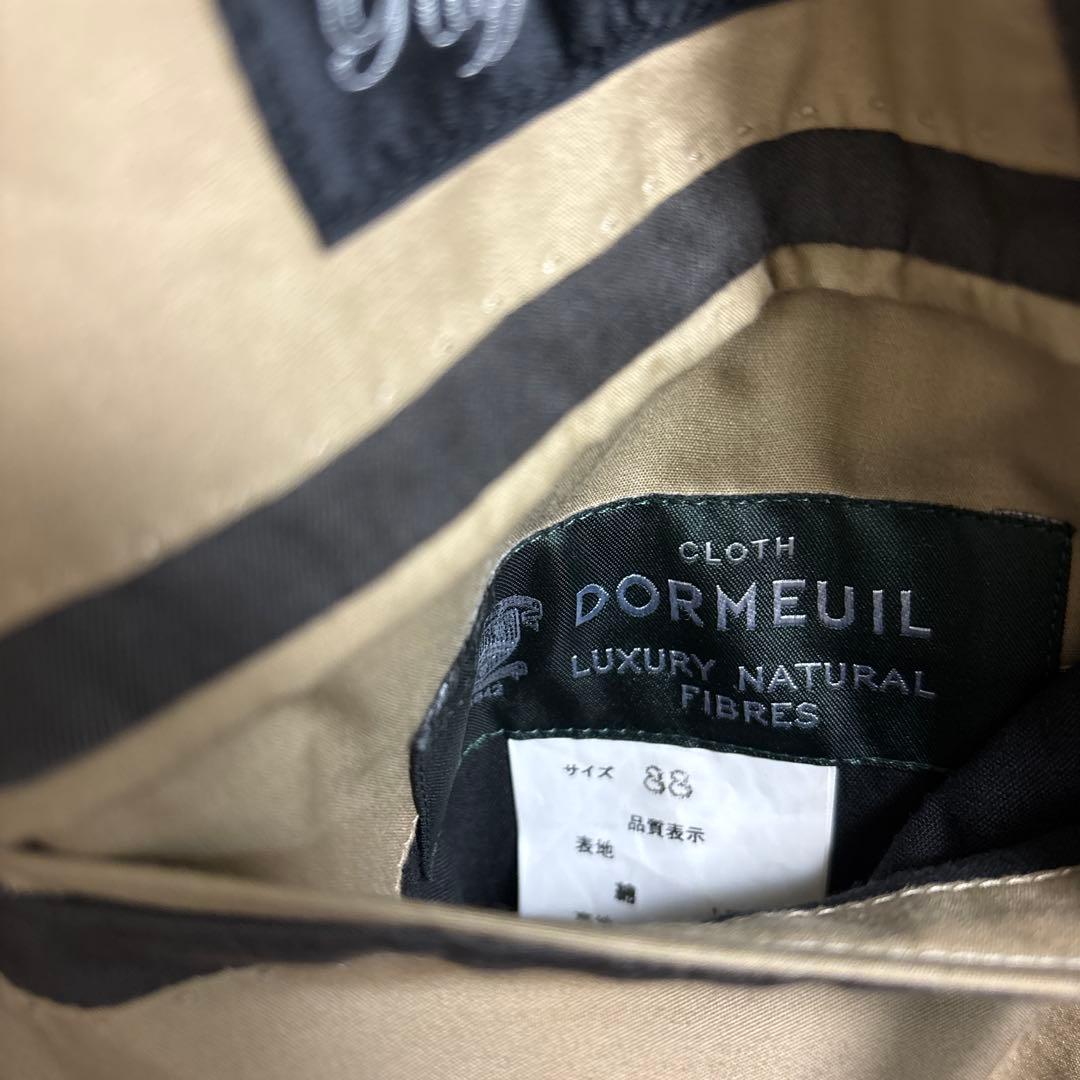 CLOTH
DORMEUIL
LUXURY NATURAL
FIBRES
サイズ 88
品質表示
表地
綿